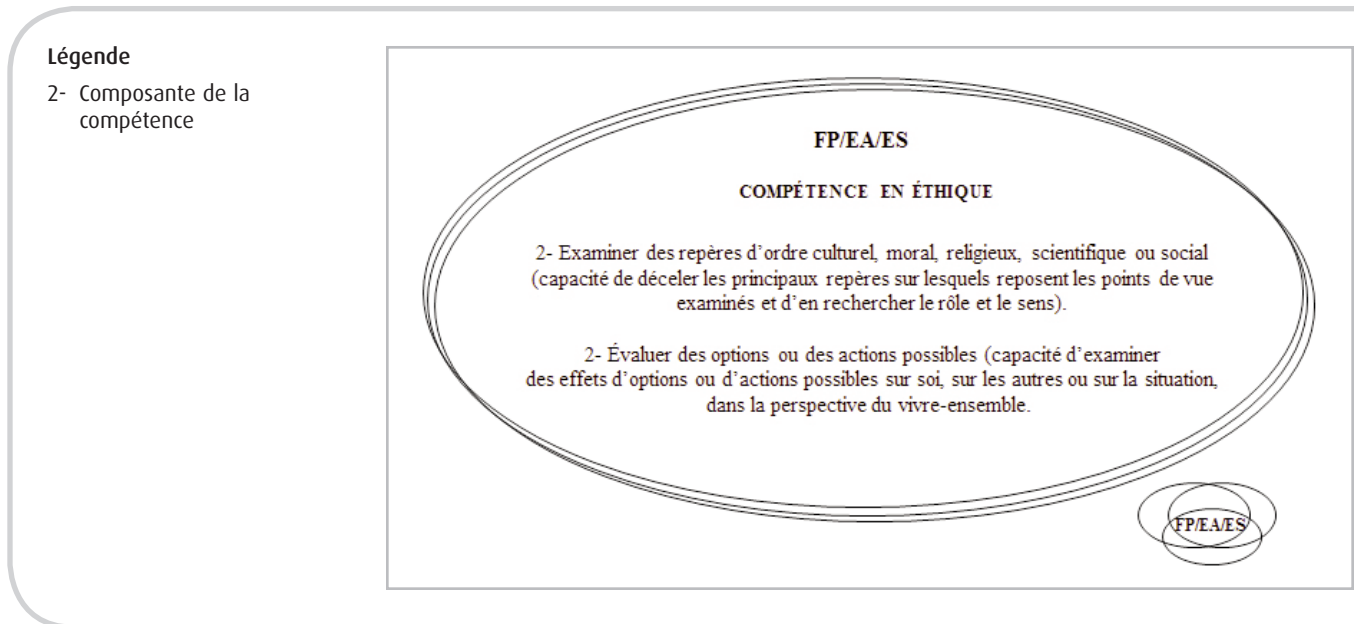 Légende
2- Composante de la
compétence
FP/EA/ES
COMPÉTENCE EN ÉTHIQUE
2- Examiner des repères d'ordre culturel, moral, religieux, scientifique ou social
(capacité de déceler les principaux repères sur lesquels reposent les points de vue
examinés et d'en rechercher le rôle et le sens).
2- Évaluer des options ou des actions possibles (capacité d'examiner
des effets d'options ou d'actions possibles sur soi, sur les autres ou sur la situation,
dans la perspective du vivre-ensemble.
FP/EA/ES